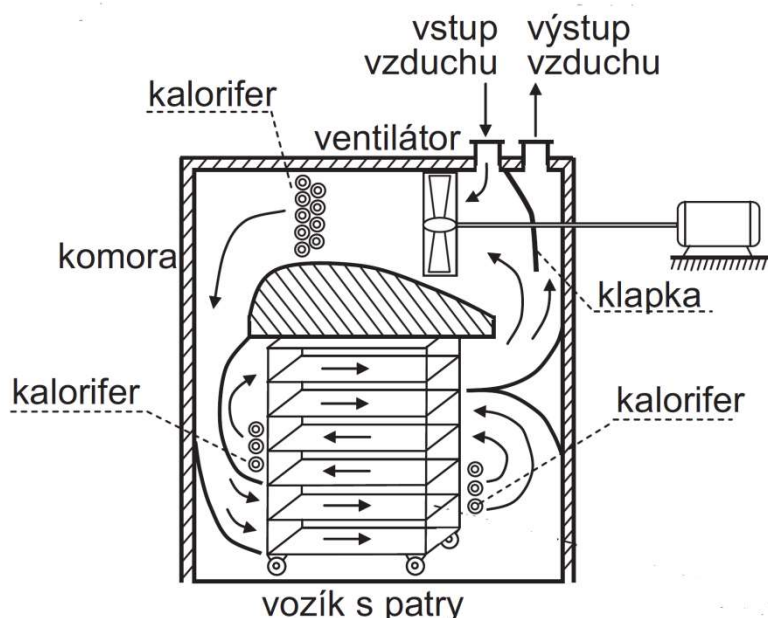 vstup
vzduchu
výstup
vzduchu
kalorifer
ventilátor
komora
klapka
kalorifer
kalorifer
vozík s patry